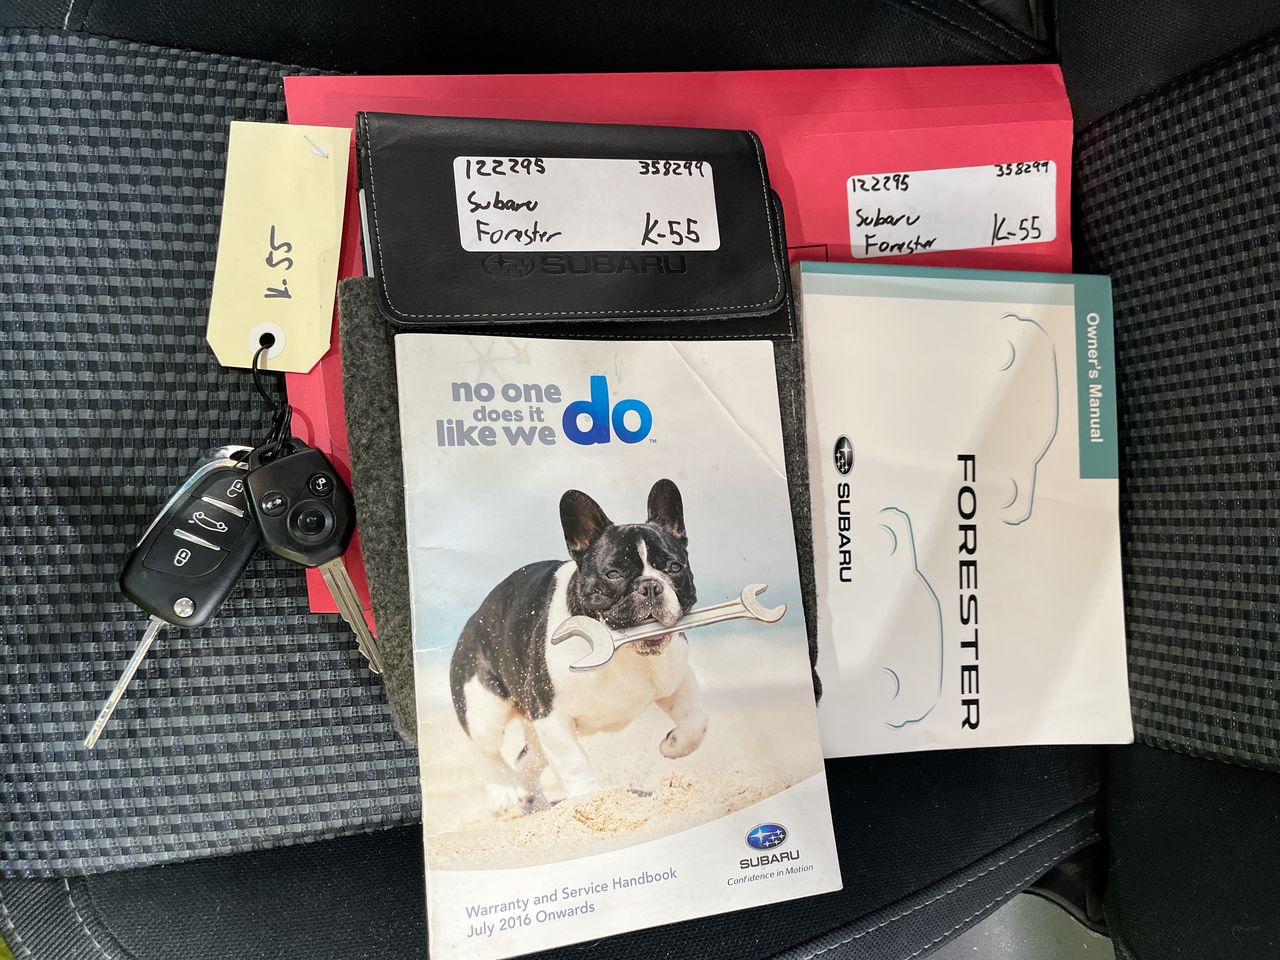 122295 358299
Subaru
Forester K-55
SUBARU
122295 358299
Subaru
Forester K-55
K-55
no one
does it
like we do™
Warranty and Service Handbook
July 2016 Onwards
SUBARU
Confidence in Motion
Owner's Manual
FORESTER
SUBARU